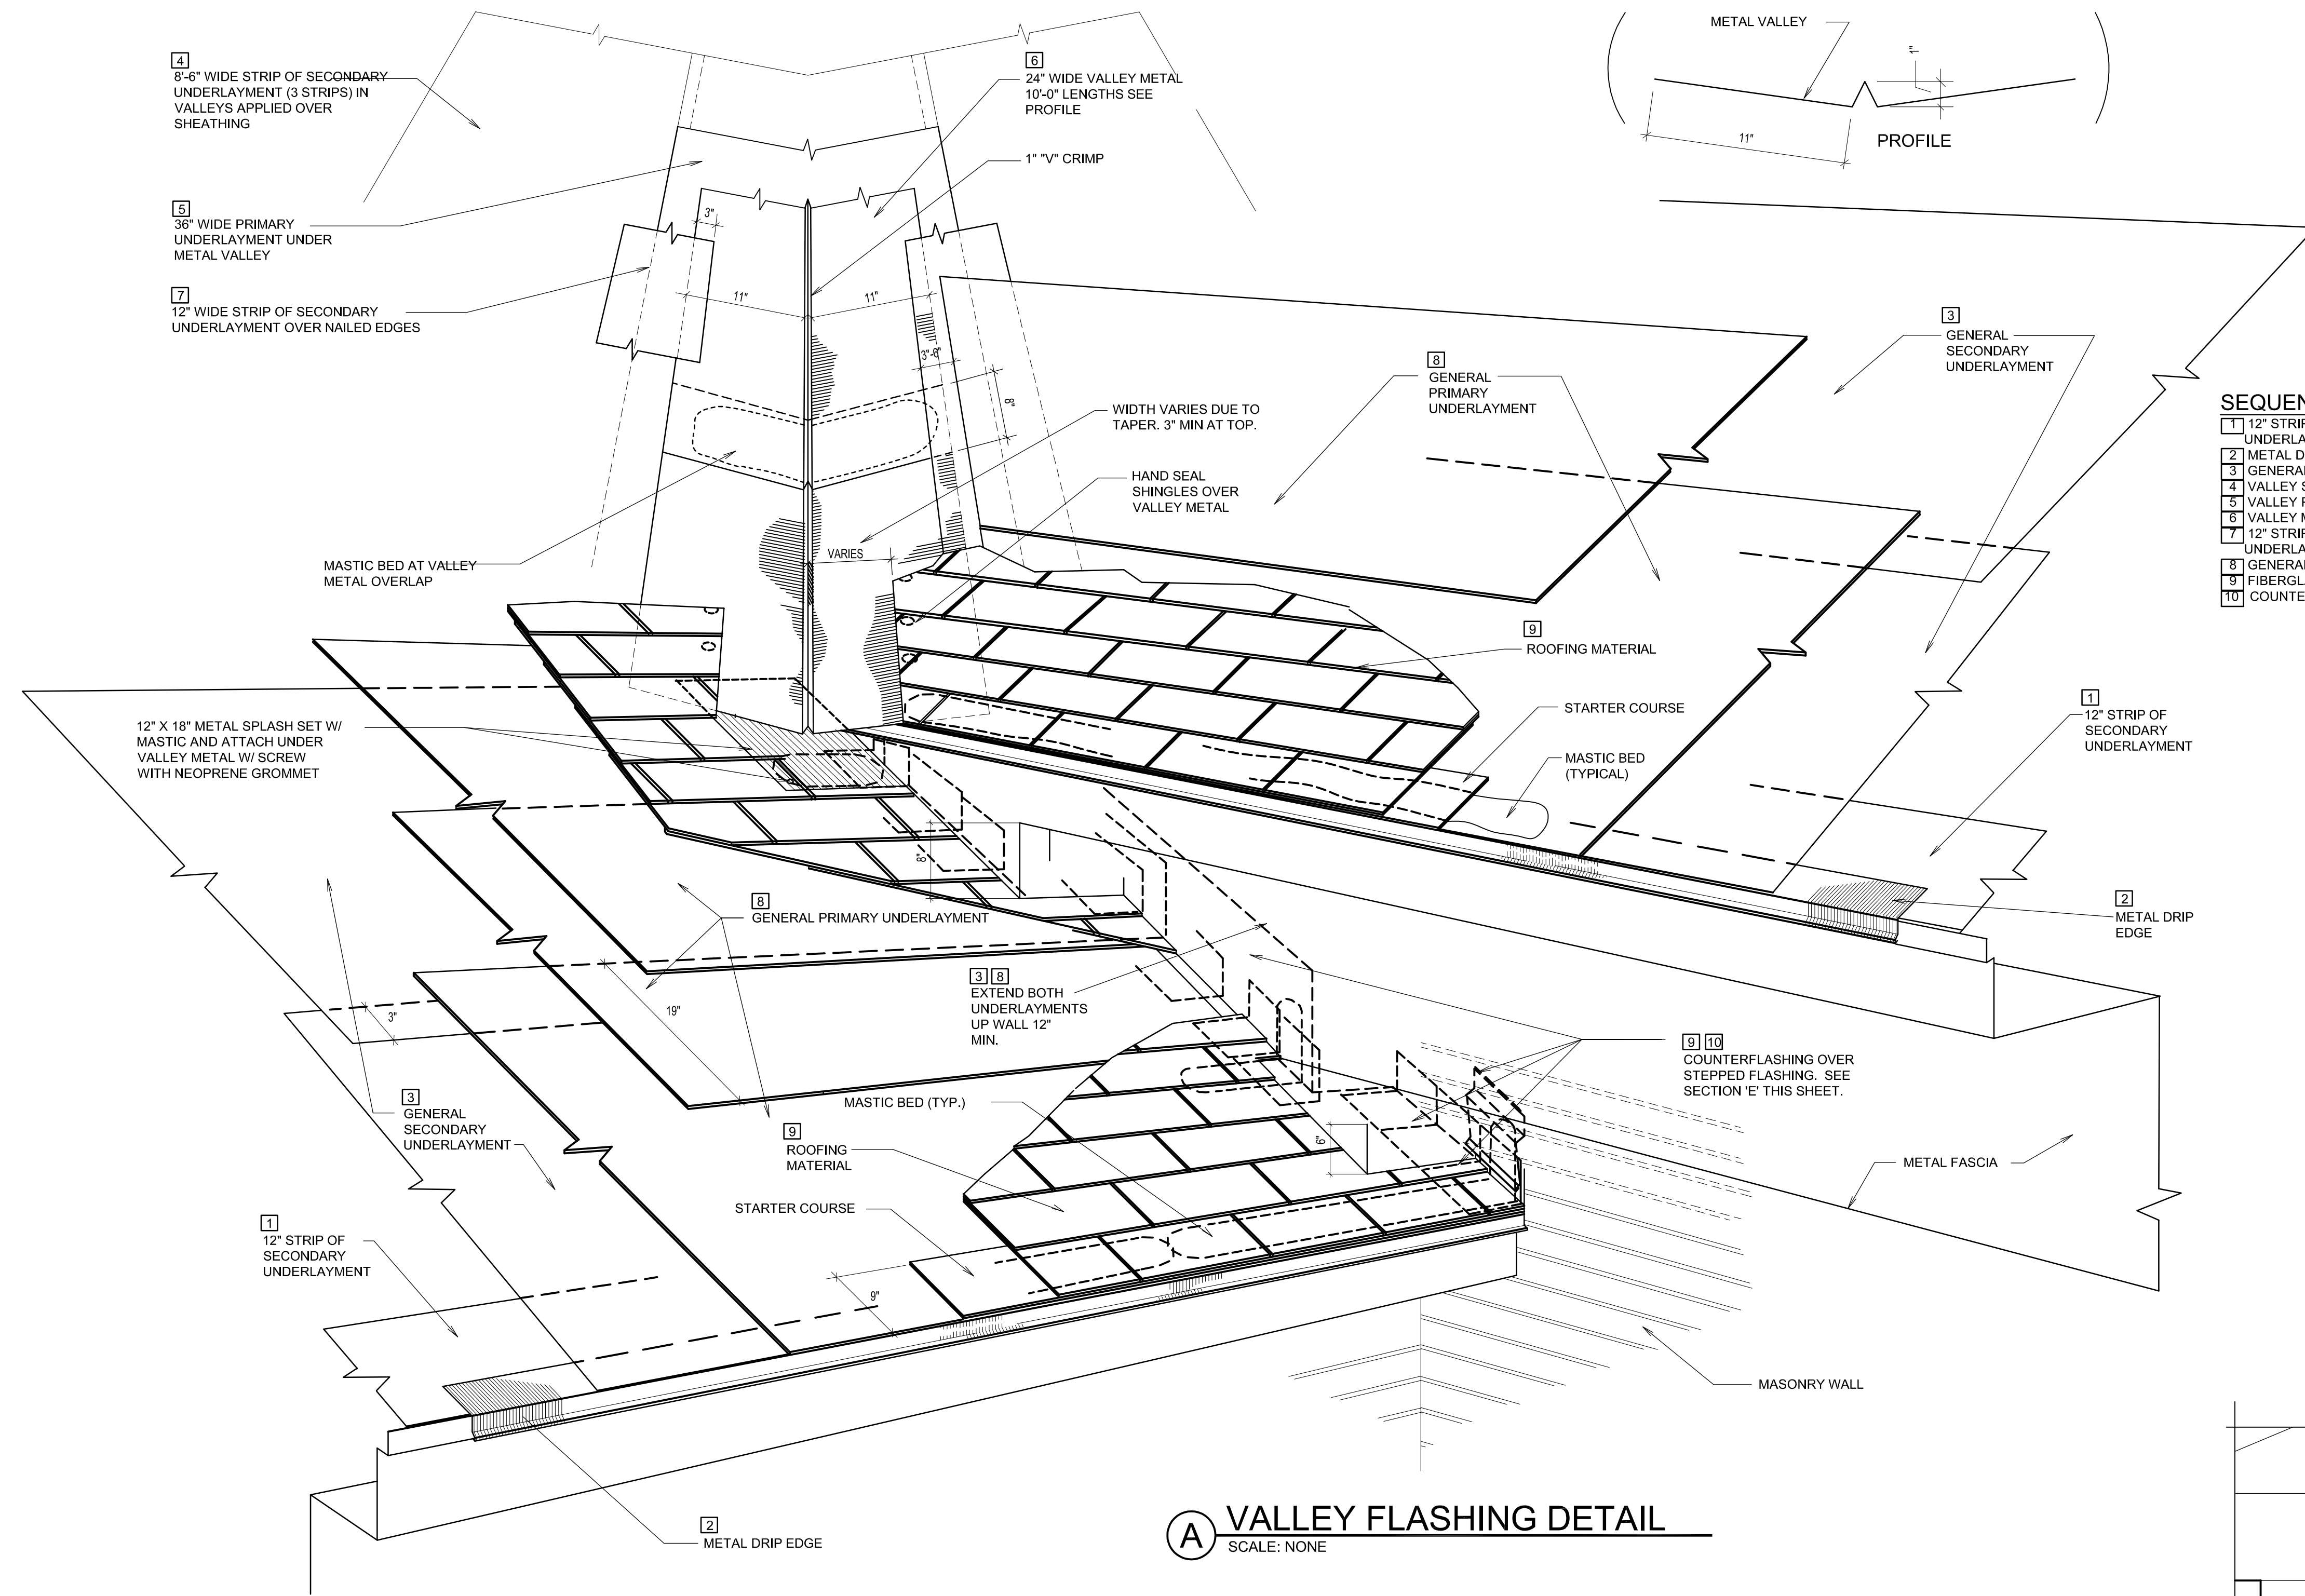 4
8'-6" WIDE STRIP OF SECONDARY
UNDERLAYMENT (3 STRIPS) IN
VALLEYS APPLIED OVER
SHEATHING
5
36" WIDE PRIMARY
UNDERLAYMENT UNDER
METAL VALLEY
7
12" WIDE STRIP OF SECONDARY
UNDERLAYMENT OVER NAILED EDGES
6
24" WIDE VALLEY METAL
10'-0" LENGTHS SEE
PROFILE
1" "V" CRIMP
METAL VALLEY
1"
11"
PROFILE
3"
11"
11"
3"-6"
8"
3
GENERAL
SECONDARY
UNDERLAYMENT
8
GENERAL
PRIMARY
UNDERLAYMENT
WIDTH VARIES DUE TO
TAPER. 3" MIN AT TOP.
HAND SEAL
SHINGLES OVER
VALLEY METAL
VARIES
MASTIC BED AT VALLEY
METAL OVERLAP
1 12" STRIP
2 METAL
3
4 VALLEY
5 VALLEY
6 VALLEY
7 12" STRIP
8
9
10
9
ROOFING MATERIAL
STARTER COURSE
MASTIC BED
(TYPICAL)
1
12" STRIP OF
SECONDARY
UNDERLAYMENT
2
METAL DRIP
EDGE
12" X 18" METAL SPLASH SET W/
MASTIC AND ATTACH UNDER
VALLEY METAL W/ SCREW
WITH NEOPRENE GROMMET
8"
8
GENERAL PRIMARY UNDERLAYMENT
3 8
EXTEND BOTH
UNDERLAYMENTS
UP WALL 12"
MIN.
19"
3"
3
GENERAL
SECONDARY
UNDERLAYMENT
MASTIC BED (TYP.)
9
ROOFING
MATERIAL
STARTER COURSE
9"
9 10
COUNTERFLASHING OVER
STEPPED FLASHING. SEE
SECTION 'E' THIS SHEET.
METAL FASCIA
1
12" STRIP OF
SECONDARY
UNDERLAYMENT
MASONRY WALL
2
METAL DRIP EDGE
A VALLEY FLASHING DETAIL
SCALE: NONE